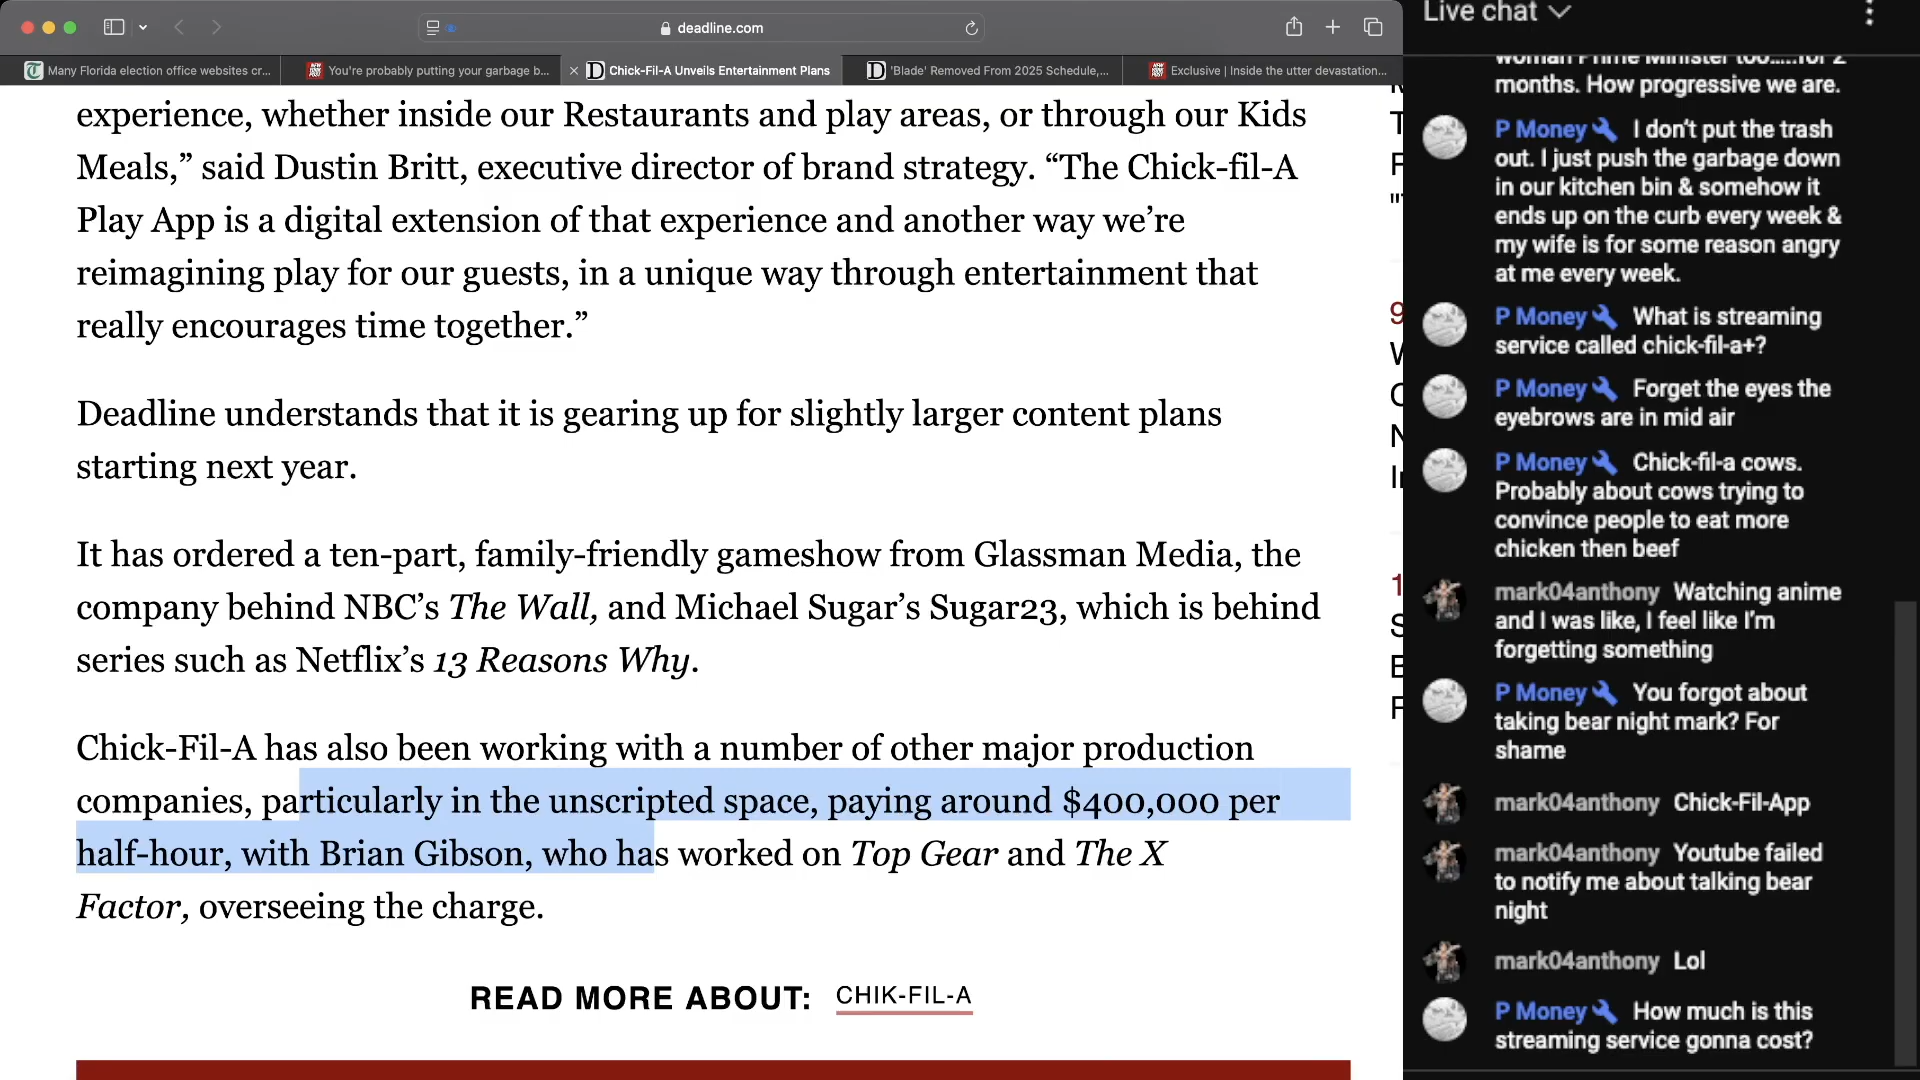 deadline.com
Many Florida election office websites cr...
You're probably putting your garbage b...
Chick-Fil-A Unveils Entertainment Plans
'Blade' Removed From 2025 Schedule,...
Exclusive | Inside the utter devastation...
experience, whether inside our Restaurants and play areas, or through our Kids
Meals,” said Dustin Britt, executive director of brand strategy. “The Chick-fil-A
Play App is a digital extension of that experience and another way we’re
reimagining play for our guests, in a unique way through entertainment that
really encourages time together.”
Deadline understands that it is gearing up for slightly larger content plans
starting next year.
It has ordered a ten-part, family-friendly gameshow from Glassman Media, the
company behind NBC’s The Wall, and Michael Sugar’s Sugar23, which is behind
series such as Netflix’s 13 Reasons Why.
Chick-Fil-A has also been working with a number of other major production
companies, particularly in the unscripted space, paying around $400,000 per
half-hour, with Brian Gibson, who has worked on Top Gear and The X
Factor, overseeing the charge.
READ MORE ABOUT: CHIK-FIL-A
Live chat
woman Prime Minister too.....for 2
months. How progressive we are.
P Money I don’t put the trash
out. I just push the garbage down
in our kitchen bin & somehow it
ends up on the curb every week &
my wife is for some reason angry
at me every week.
P Money What is streaming
service called chick-fil-a+?
P Money Forget the eyes the
eyebrows are in mid air
P Money Chick-fil-a cows.
Probably about cows trying to
convince people to eat more
chicken then beef
mark04anthony Watching anime
and I was like, I feel like I’m
forgetting something
P Money You forgot about
taking bear night mark? For
shame
mark04anthony Chick-Fil-App
mark04anthony Youtube failed
to notify me about talking bear
night
mark04anthony Lol
P Money How much is this
streaming service gonna cost?